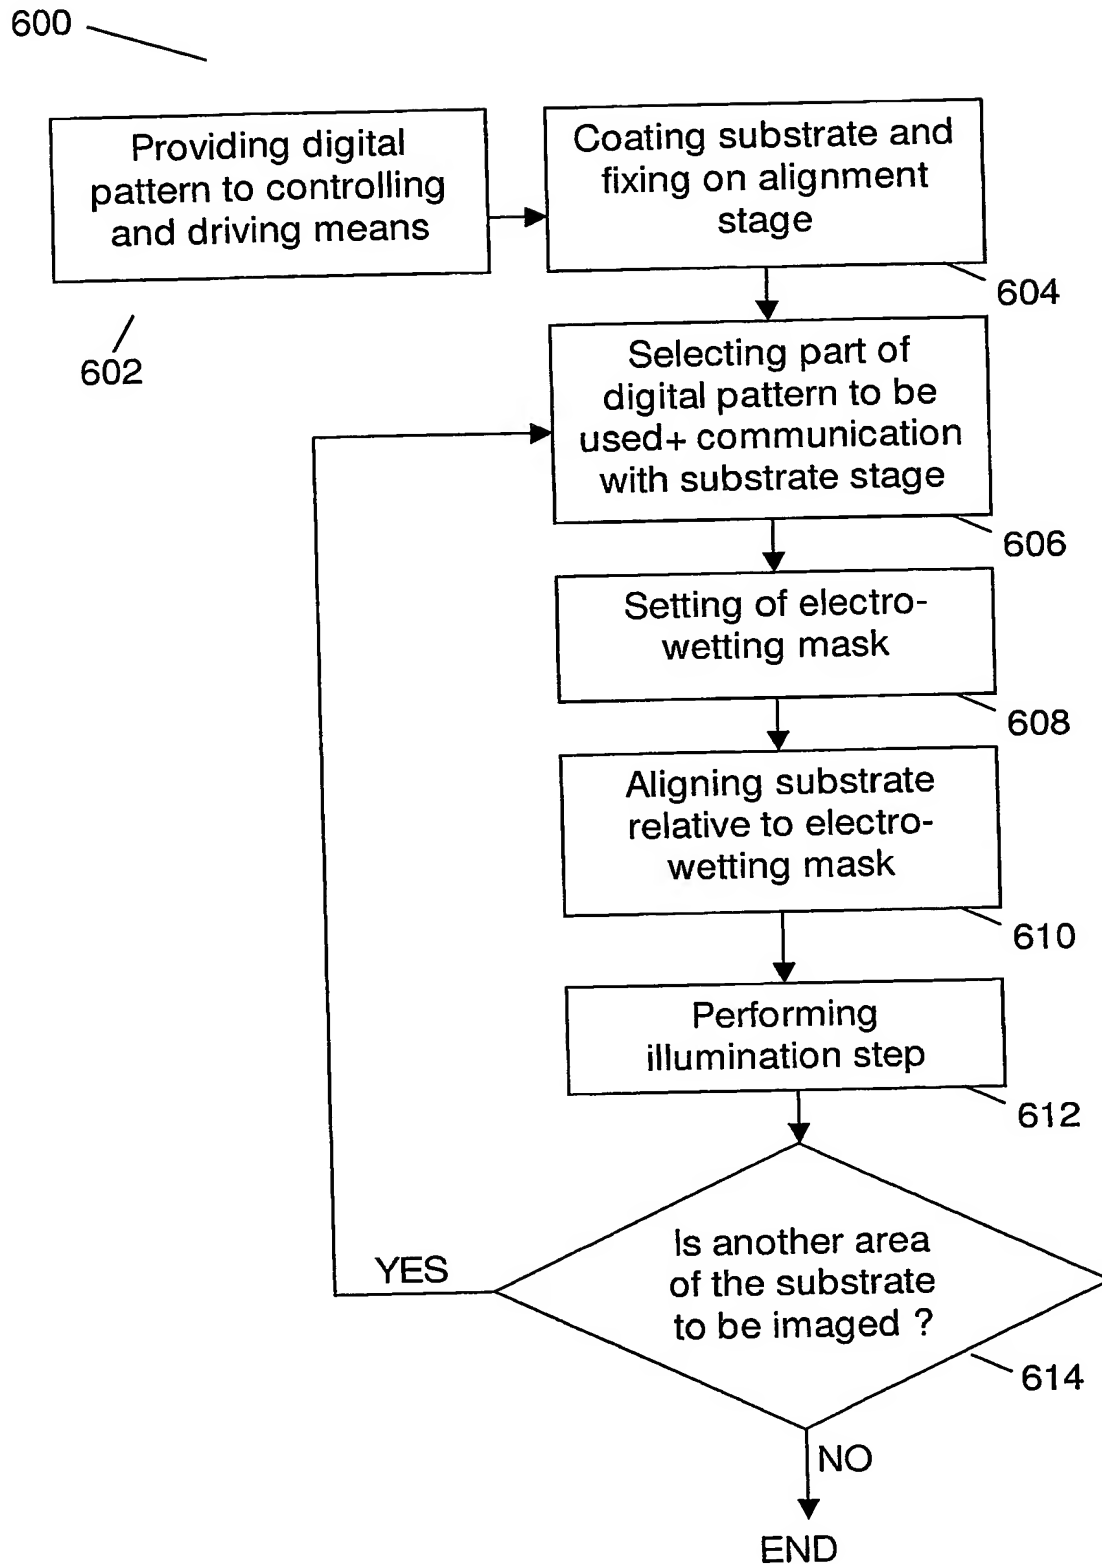 600
Providing digital
pattern to controlling
and driving means
602
Coating substrate and
fixing on alignment
stage
604
Selecting part of
digital pattern to be
used+ communication
with substrate stage
606
Setting of electro-
wetting mask
608
Aligning substrate
relative to electro-
wetting mask
610
Performing
illumination step
612
Is another area
of the substrate
to be imaged ?
614
YES
NO
END